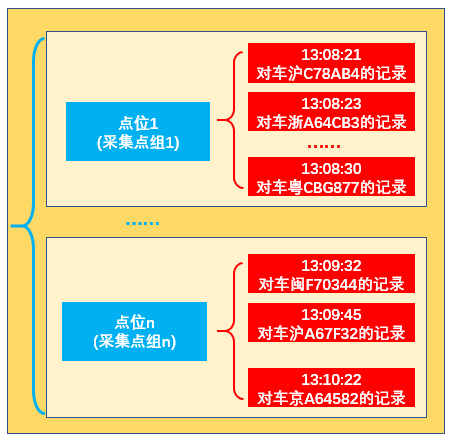 点位1
(采集点组1)
13:08:21
对车沪C78AB4的记录
13:08:23
对车浙A64CB3的记录
……
13:08:30
对车粤CBG877的记录
……
点位n
(采集点组n)
13:09:32
对车闽F70344的记录
13:09:45
对车沪A67F32的记录
13:10:22
对车京A64582的记录